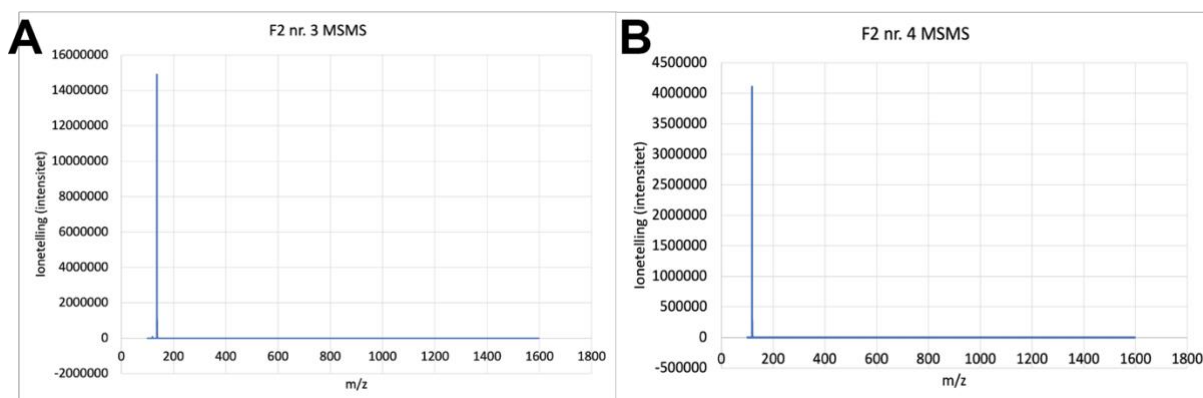 A
F2 nr. 3 MSMS
16000000
14000000
12000000
10000000
8000000
6000000
4000000
2000000
0
-2000000
Ionetelling (intensitet)
0 200 400 600 800 1000 1200 1400 1600 1800
m/z
B
F2 nr. 4 MSMS
4500000
4000000
3500000
3000000
2500000
2000000
1500000
1000000
500000
0
-500000
Ionetelling (intensitet)
0 200 400 600 800 1000 1200 1400 1600 1800
m/z